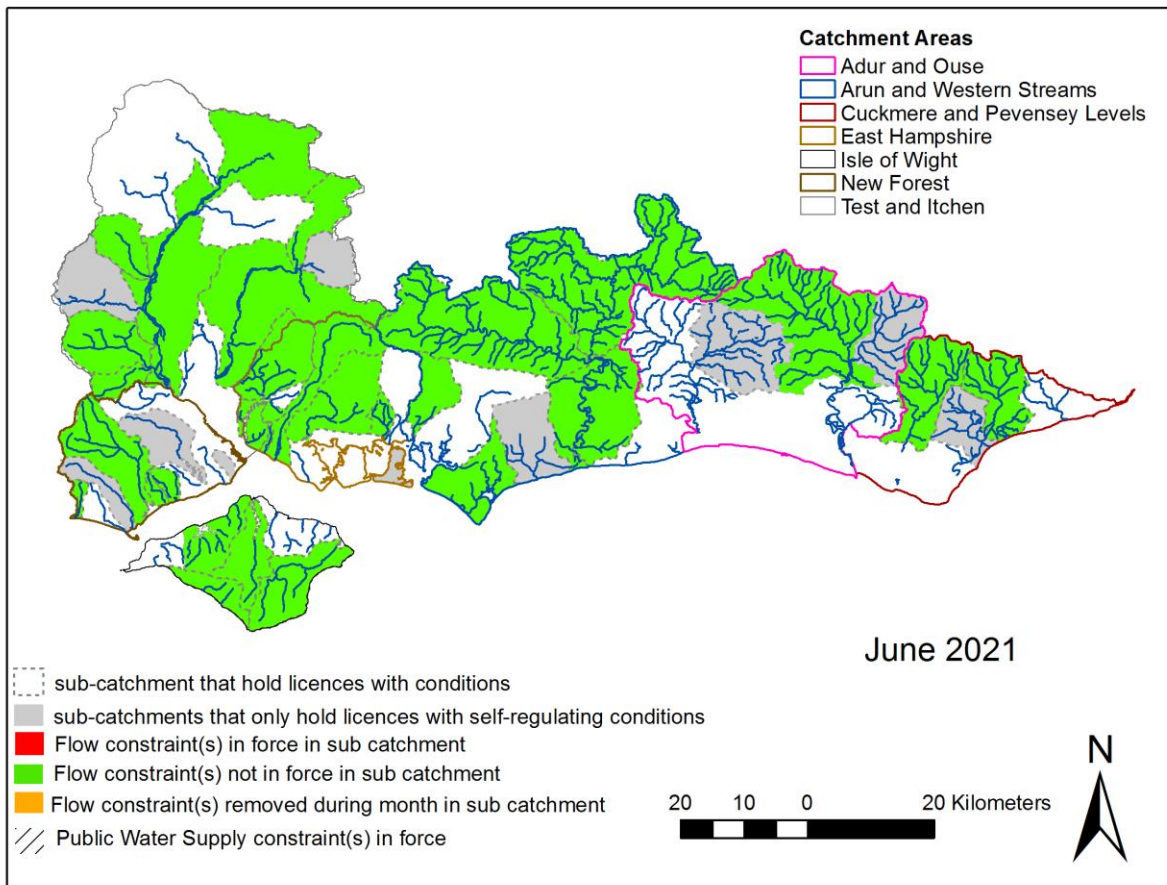 Catchment Areas
Adur and Ouse
Arun and Western Streams
Cuckmere and Pevensey Levels
East Hampshire
Isle of Wight
New Forest
Test and Itchen
June 2021
sub-catchment that hold licences with conditions
sub-catchments that only hold licences with self-regulating conditions
Flow constraint(s) in force in sub catchment
Flow constraint(s) not in force in sub catchment
Flow constraint(s) removed during month in sub catchment
Public Water Supply constraint(s) in force
20 10 0 20 Kilometers
N